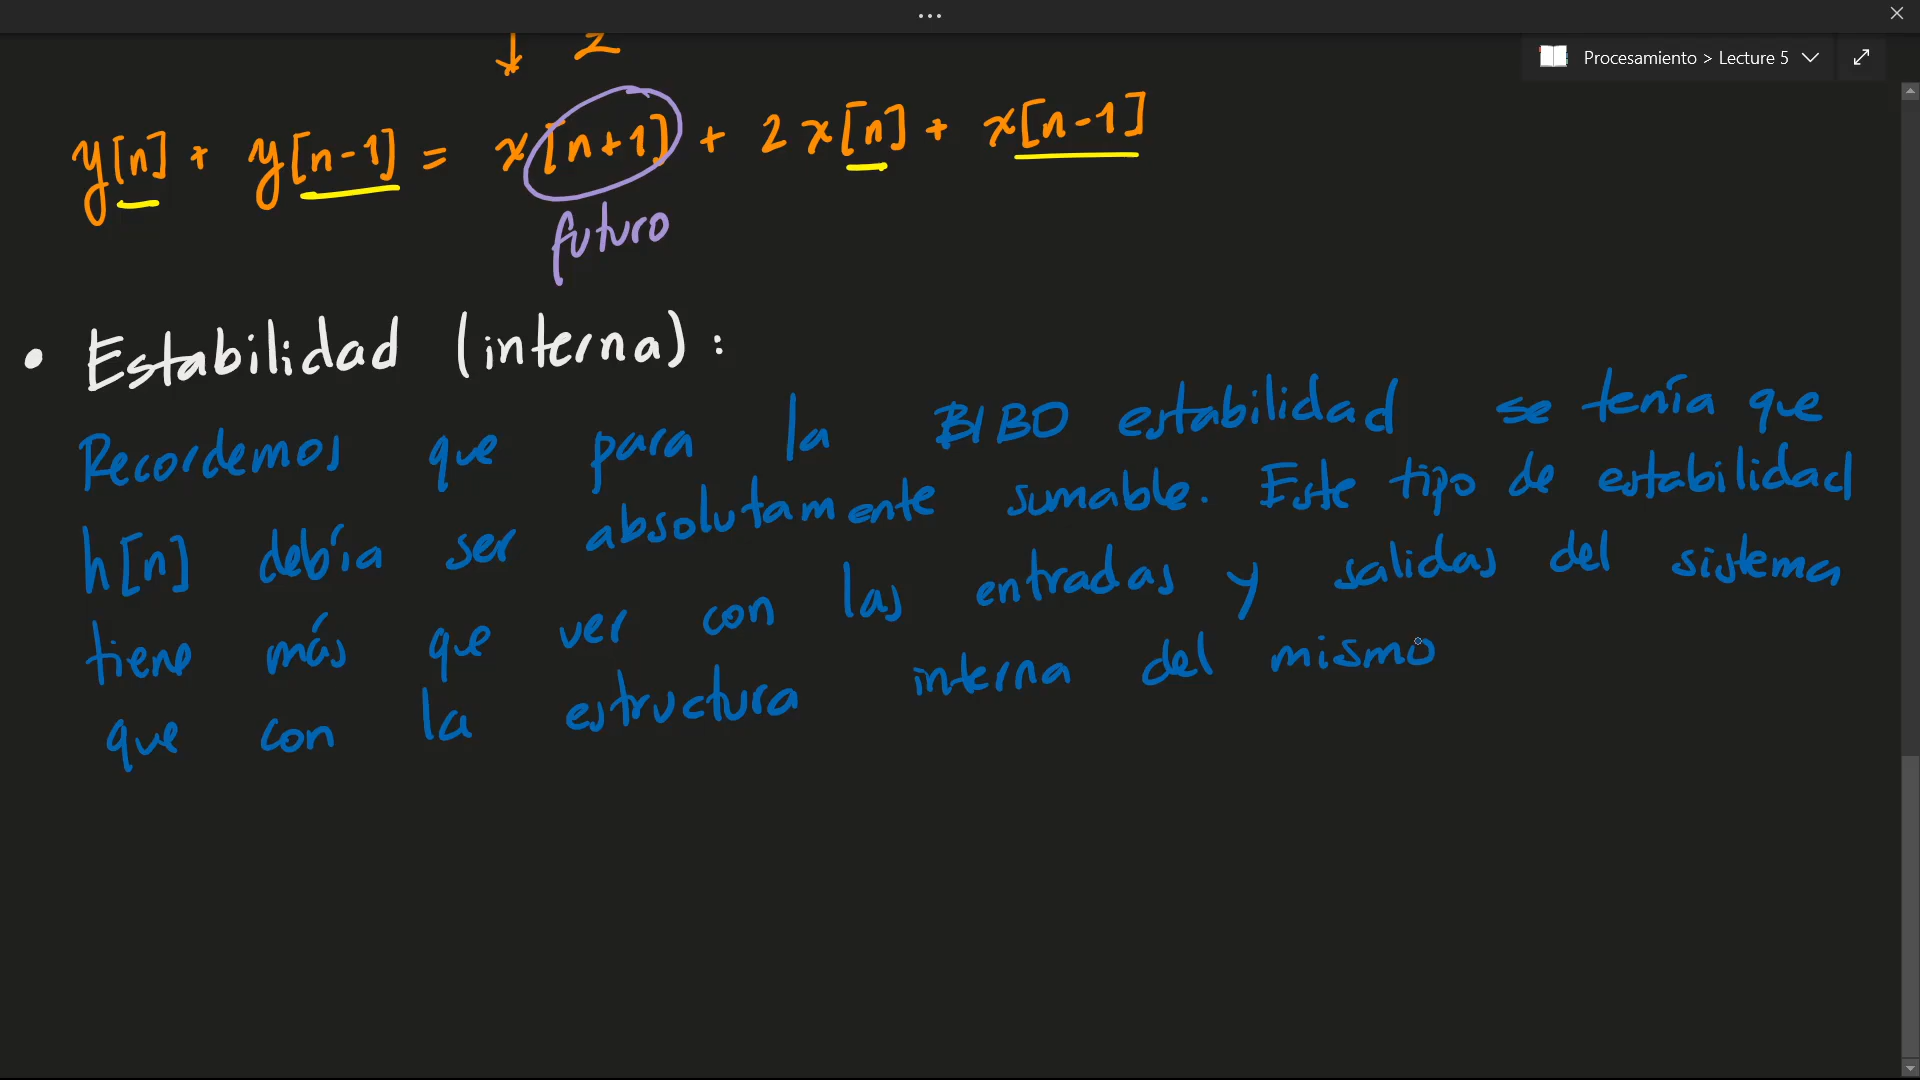 Procesamiento > Lecture 5
↓ 2
y[n] + y[n-1] = x[n+1] + 2x[n] + x[n-1]
futuro
• Estabilidad (interna):
Recordemos que para la BIBO estabilidad se tenía que
h[n] debía ser absolutamente sumable. Este tipo de estabilidad
tiene más que ver con las entradas y salidas del sistema
que con la estructura interna del mismo